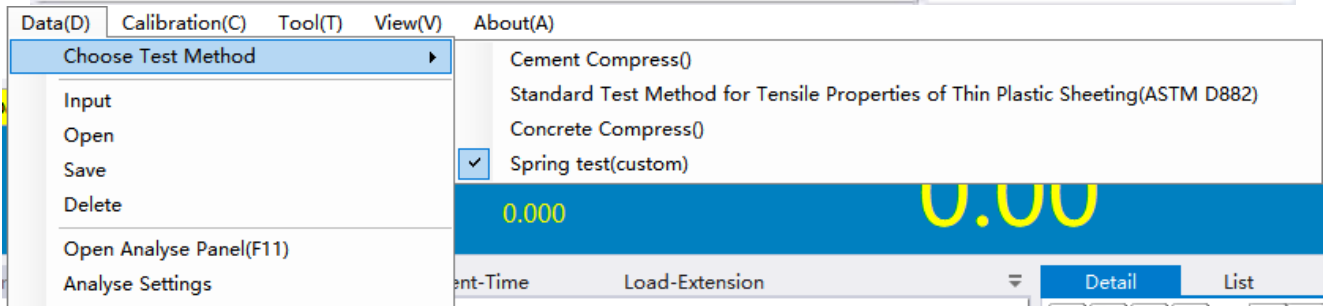 Data(D) Calibration(C) Tool(T) View(V) About(A)
Choose Test Method
Cement Compress()
Standard Test Method for Tensile Properties of Thin Plastic Sheeting(ASTM D882)
Concrete Compress()
Spring test(custom)
Input
Open
Save
Delete
Open Analyse Panel(F11)
Analyse Settings
0.000 0.00
ent-Time Load-Extension Detail List